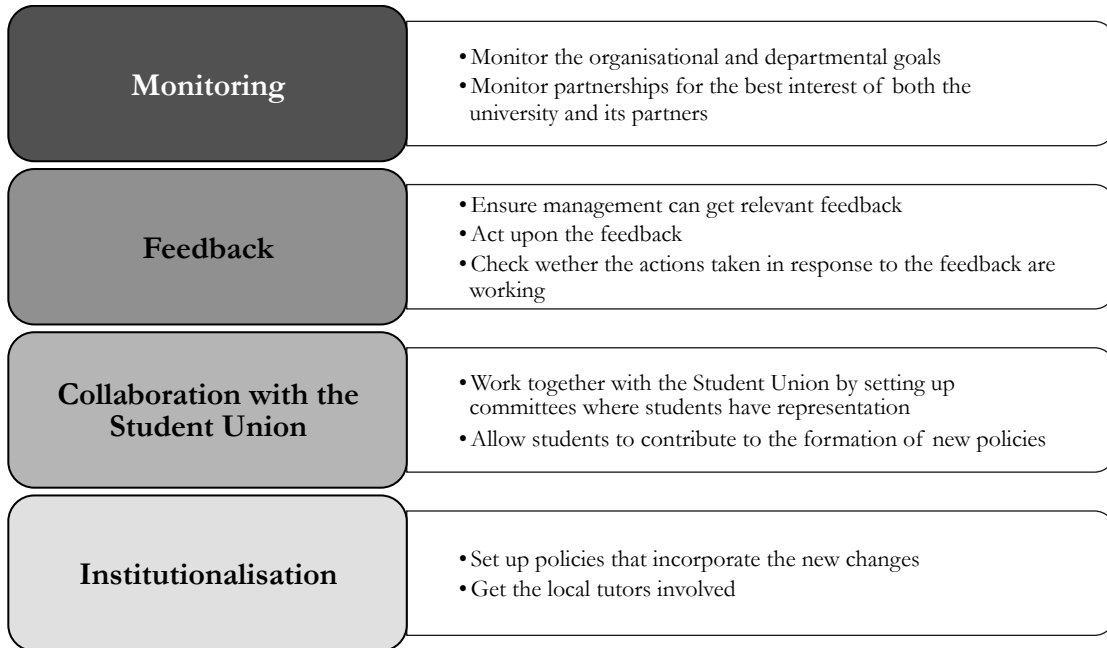 Monitoring
• Monitor the organisational and departmental goals
• Monitor partnerships for the best interest of both the
university and its partners
Feedback
• Ensure management can get relevant feedback
• Act upon the feedback
• Check wether the actions taken in response to the feedback are
working
Collaboration with the
Student Union
• Work together with the Student Union by setting up
committees where students have representation
• Allow students to contribute to the formation of new policies
Institutionalisation
• Set up policies that incorporate the new changes
• Get the local tutors involved